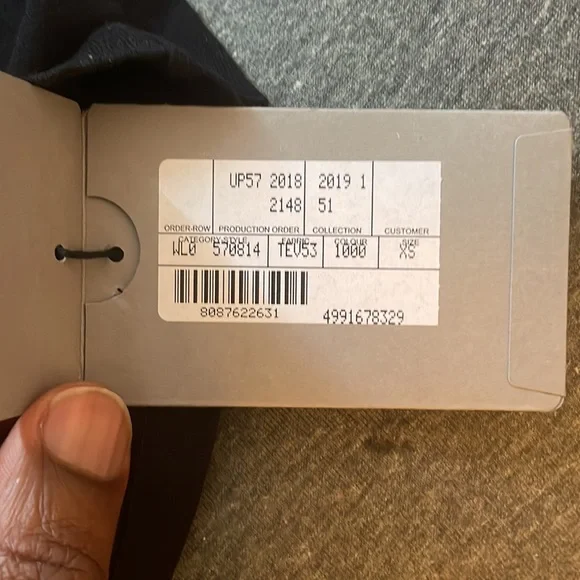 UP57 2018 2019 1
2148 51
ORDER-ROW PRODUCTION ORDER COLLECTION CUSTOMER
CATEGORY-STYLE FABRIC COLOUR SIZE
WL0 570814 TEV53 1000 XS
8087622631
4991678329